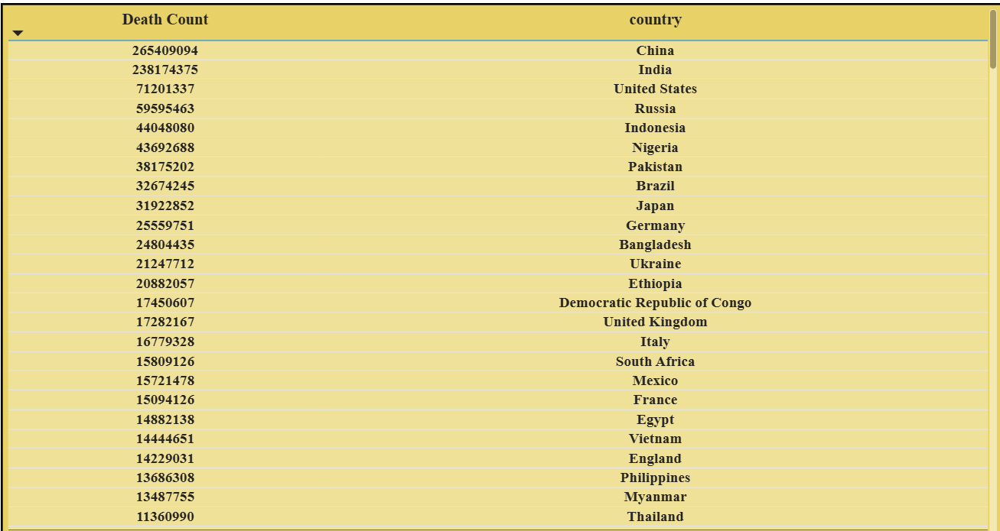 Death Count country
265409094 China
238174375 India
71201337 United States
59595463 Russia
44048080 Indonesia
43692688 Nigeria
38175202 Pakistan
32674245 Brazil
31922852 Japan
25559751 Germany
24804435 Bangladesh
21247712 Ukraine
20882057 Ethiopia
17450607 Democratic Republic of Congo
17282167 United Kingdom
16779328 Italy
15809126 South Africa
15721478 Mexico
15094126 France
14882138 Egypt
14444651 Vietnam
14229031 England
13686308 Philippines
13487755 Myanmar
11360990 Thailand